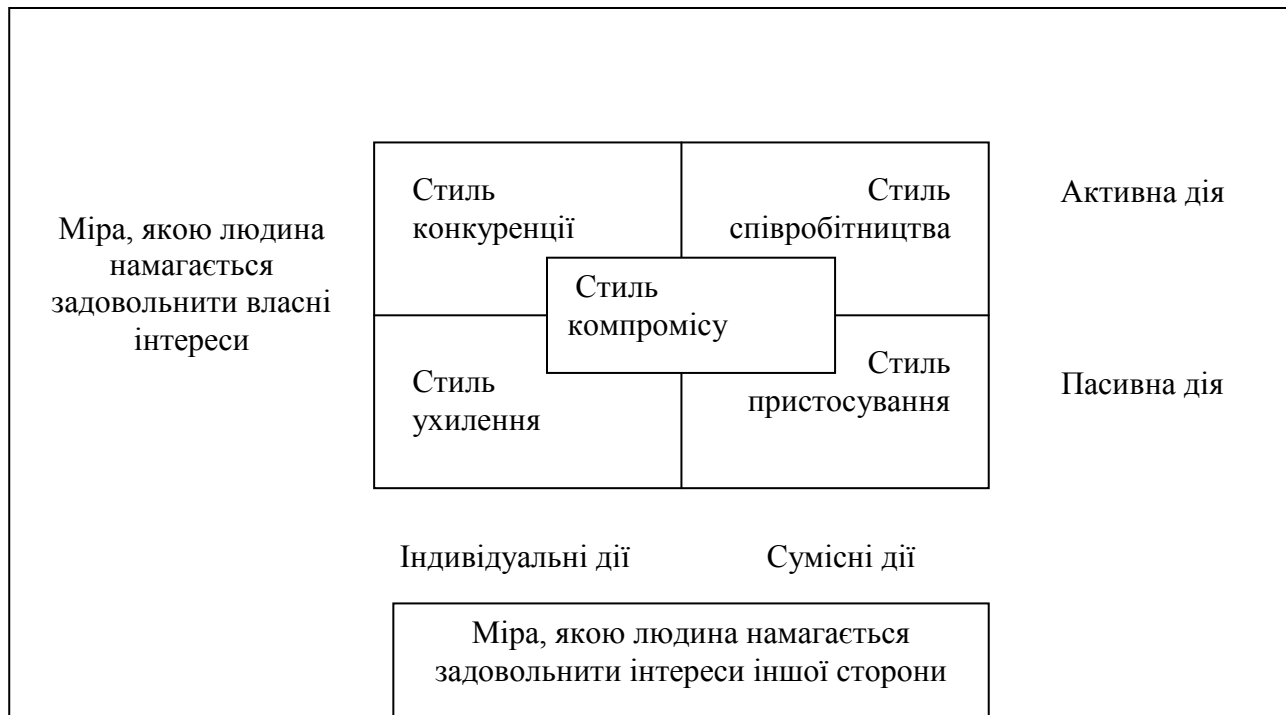 Стиль
конкуренції
Стиль
співробітництва
Активна дія
Міра, якою людина
намагається
задовольнити власні
інтереси
Стиль
компромісу
Стиль
ухилення
Стиль
пристосування
Пасивна дія
Індивідуальні дії
Сумісні дії
Міра, якою людина намагається
задовольнити інтереси іншої сторони